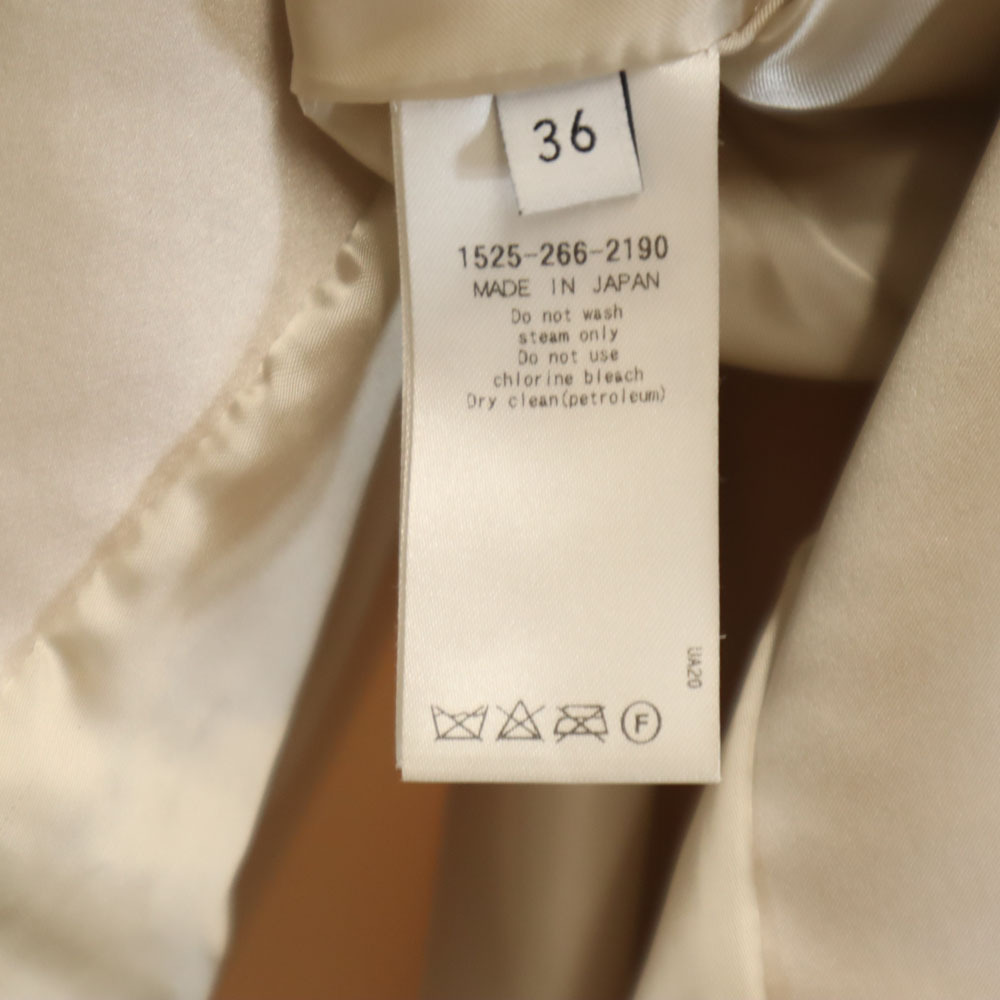 36
1525-266-2190
MADE IN JAPAN
Do not wash
steam only
Do not use
chlorine bleach
Dry clean(petroleum)
UA20
F